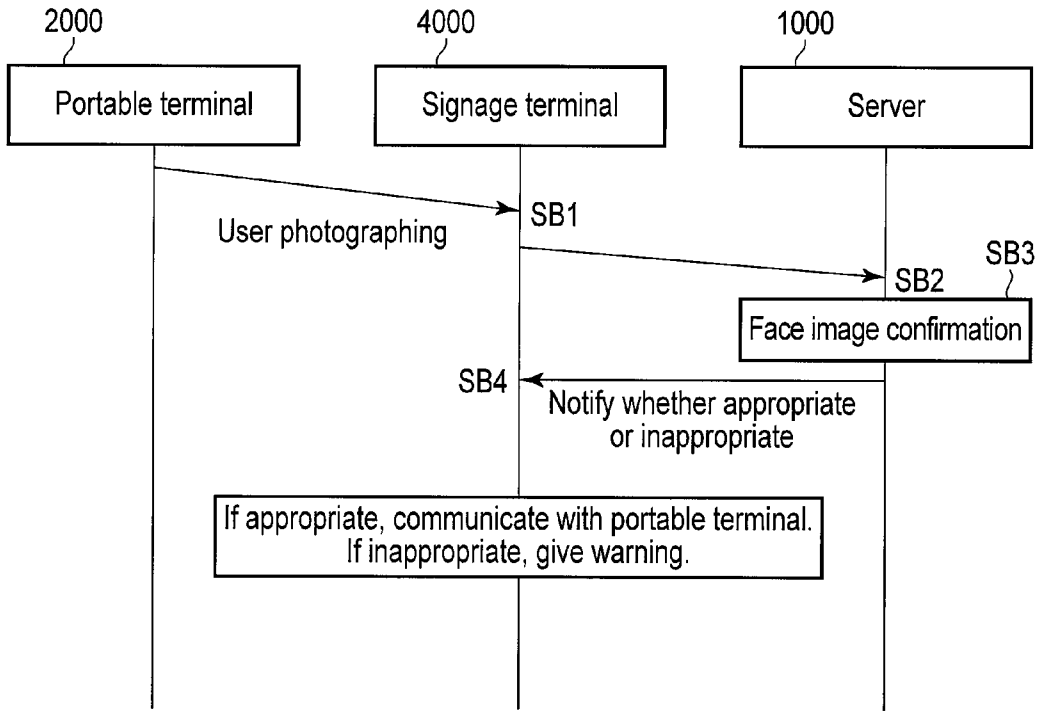 2000
4000
1000
Portable terminal
Signage terminal
Server
SB1
User photographing
SB2
SB3
Face image confirmation
SB4
Notify whether appropriate
or inappropriate
If appropriate, communicate with portable terminal.
If inappropriate, give warning.